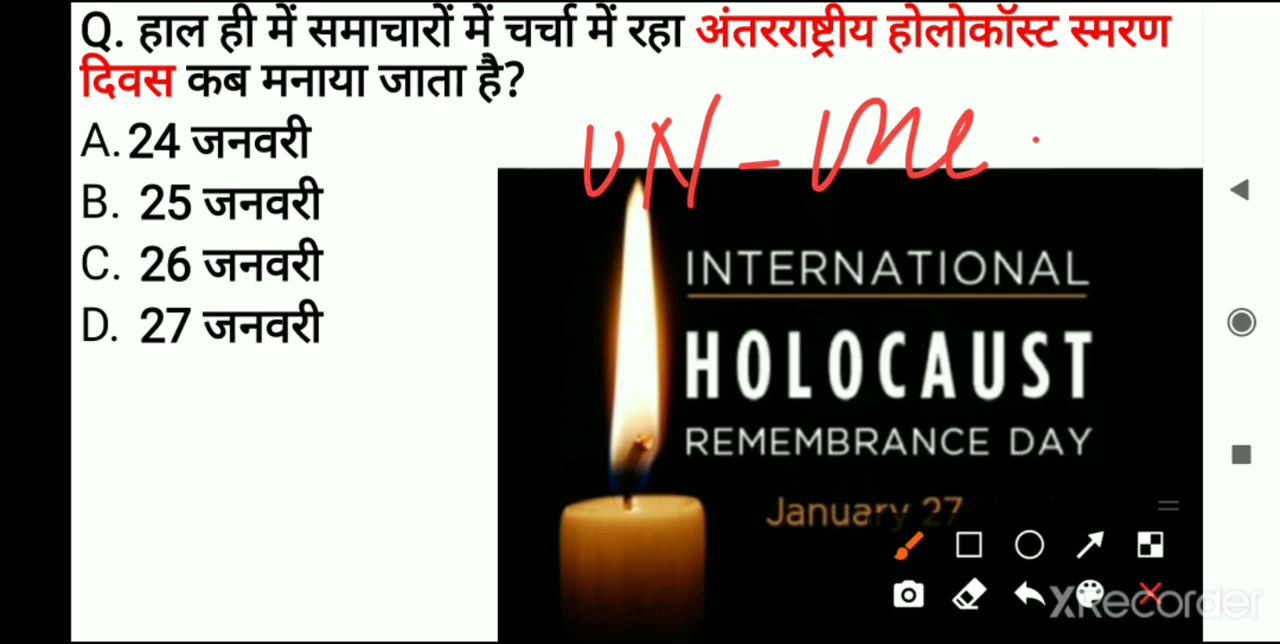 Q. हाल ही में समाचारों में चर्चा में रहा अंतरराष्ट्रीय होलोकॉस्ट स्मरण
दिवस कब मनाया जाता है?
A. 24 जनवरी
B. 25 जनवरी
C. 26 जनवरी
D. 27 जनवरी
UN -
INTERNATIONAL
HOLOCAUST
REMEMBRANCE DAY
January 27
XRecorder